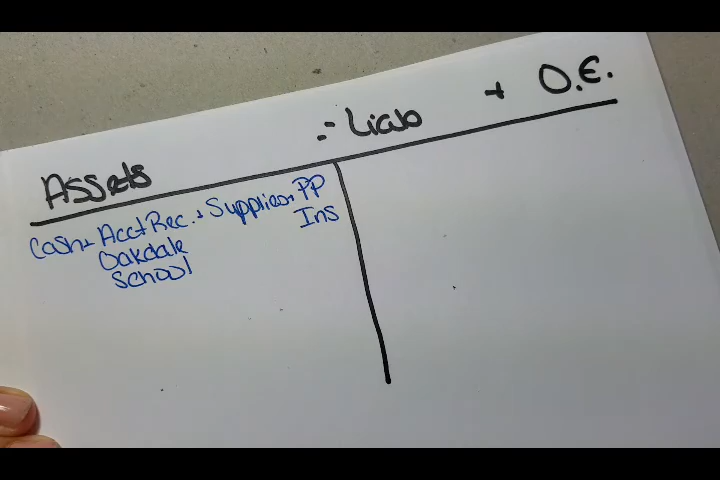 Assets = Liab + O.E.
Cash + Acct Rec. + Supplies + PP
Oakdale Ins
School